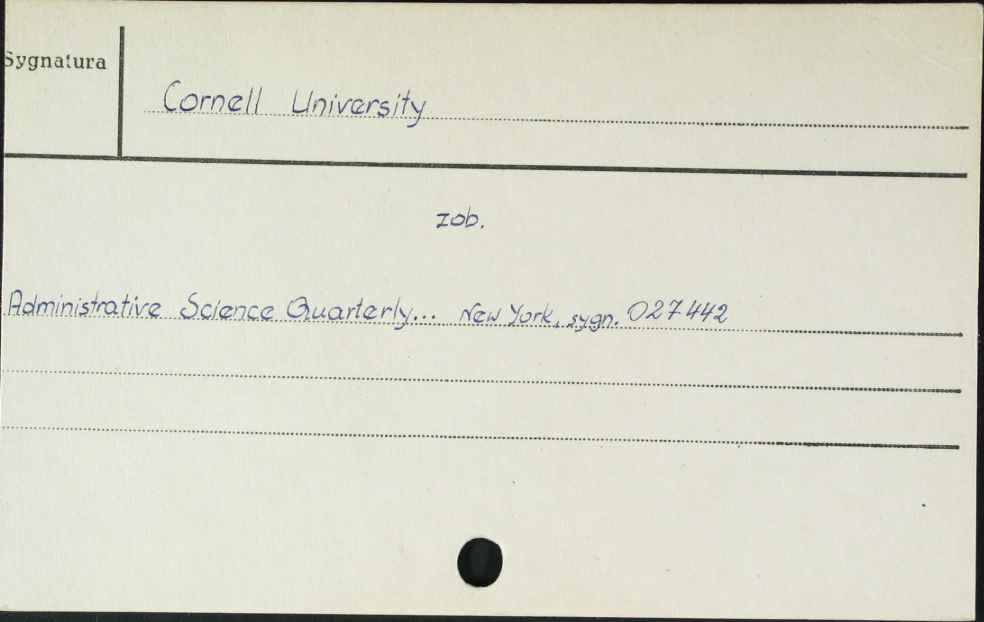 Sygnatura
Cornell University
zob.
Administrative Science Quarterly... New York, sygn. 027442